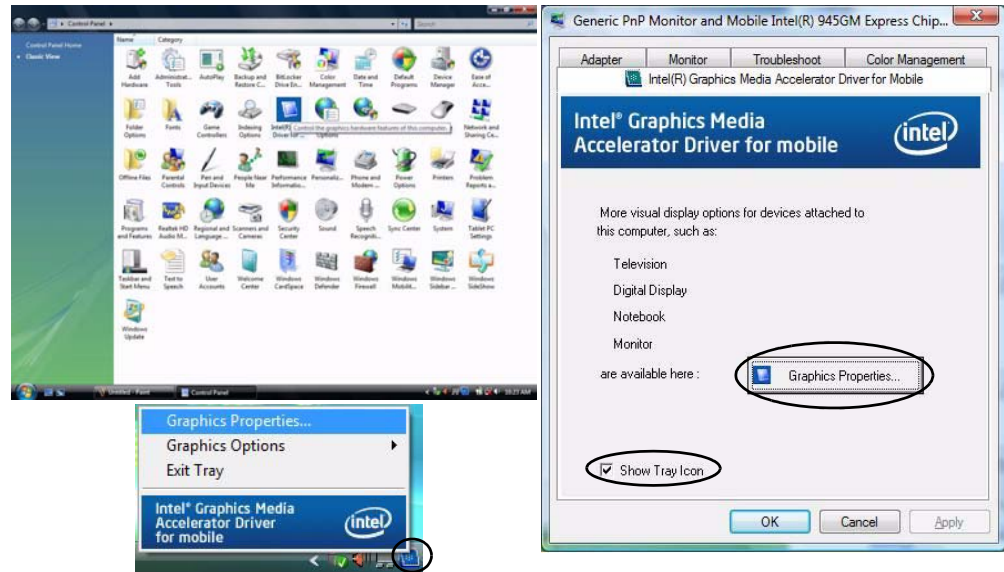 Control Panel
Search
Control Panel Home
Classic View
Name Category
Add Hardware
Administrat... Tools
AutoPlay
Backup and Restore C...
BitLocker Drive En...
Color Management
Date and Time
Default Programs
Device Manager
Ease of Acce...
Folder Options
Fonts
Game Controllers
Indexing Options
Intel(R)
Control the graphics hardware features of this computer.
Network and Sharing Ce...
Offline Files
Parental Controls
Pen and Input Devices
People Near Me
Performance Informatio...
Personaliz...
Phone and Modem ...
Power Options
Printers
Problem Reports a...
Programs and Features
Realtek HD Audio M...
Regional and Language ...
Scanners and Cameras
Security Center
Sound
Speech Recogniti...
Sync Center
System
Tablet PC Settings
Taskbar and Start Menu
Text to Speech
User Accounts
Welcome Center
Windows CardSpace
Windows Defender
Windows Firewall
Windows Mobilit...
Windows Sidebar ...
Windows SideShow
Windows Update
Untitled - Paint
Control Panel
10:27 AM
Graphics Properties...
Graphics Options
Exit Tray
Intel® Graphics Media
Accelerator Driver
for mobile
intel
Generic PnP Monitor and Mobile Intel(R) 945GM Express Chip...
Adapter Monitor Troubleshoot Color Management
Intel(R) Graphics Media Accelerator Driver for Mobile
Intel® Graphics Media
Accelerator Driver for mobile
intel
More visual display options for devices attached to
this computer, such as:
Television
Digital Display
Notebook
Monitor
are available here :
Graphics Properties...
Show Tray Icon
OK Cancel Apply